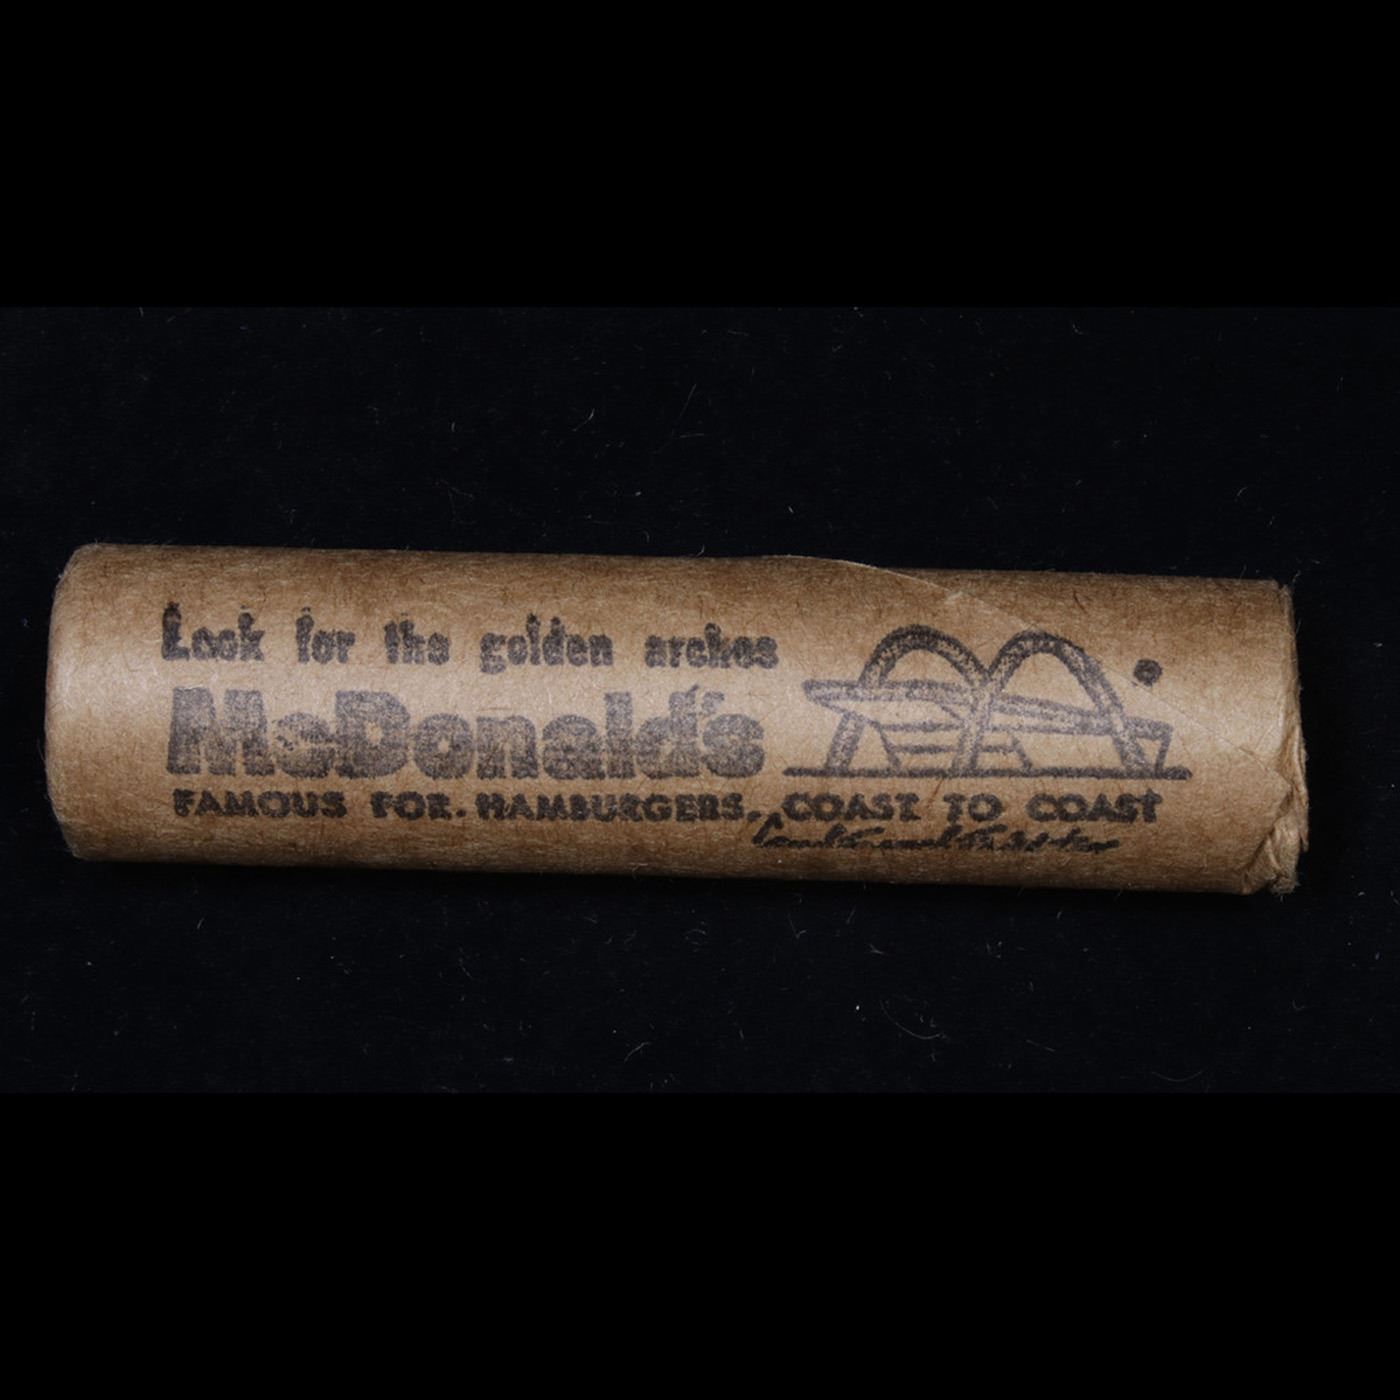 Look for the golden arches
McDonald's
FAMOUS FOR HAMBURGERS, COAST TO COAST